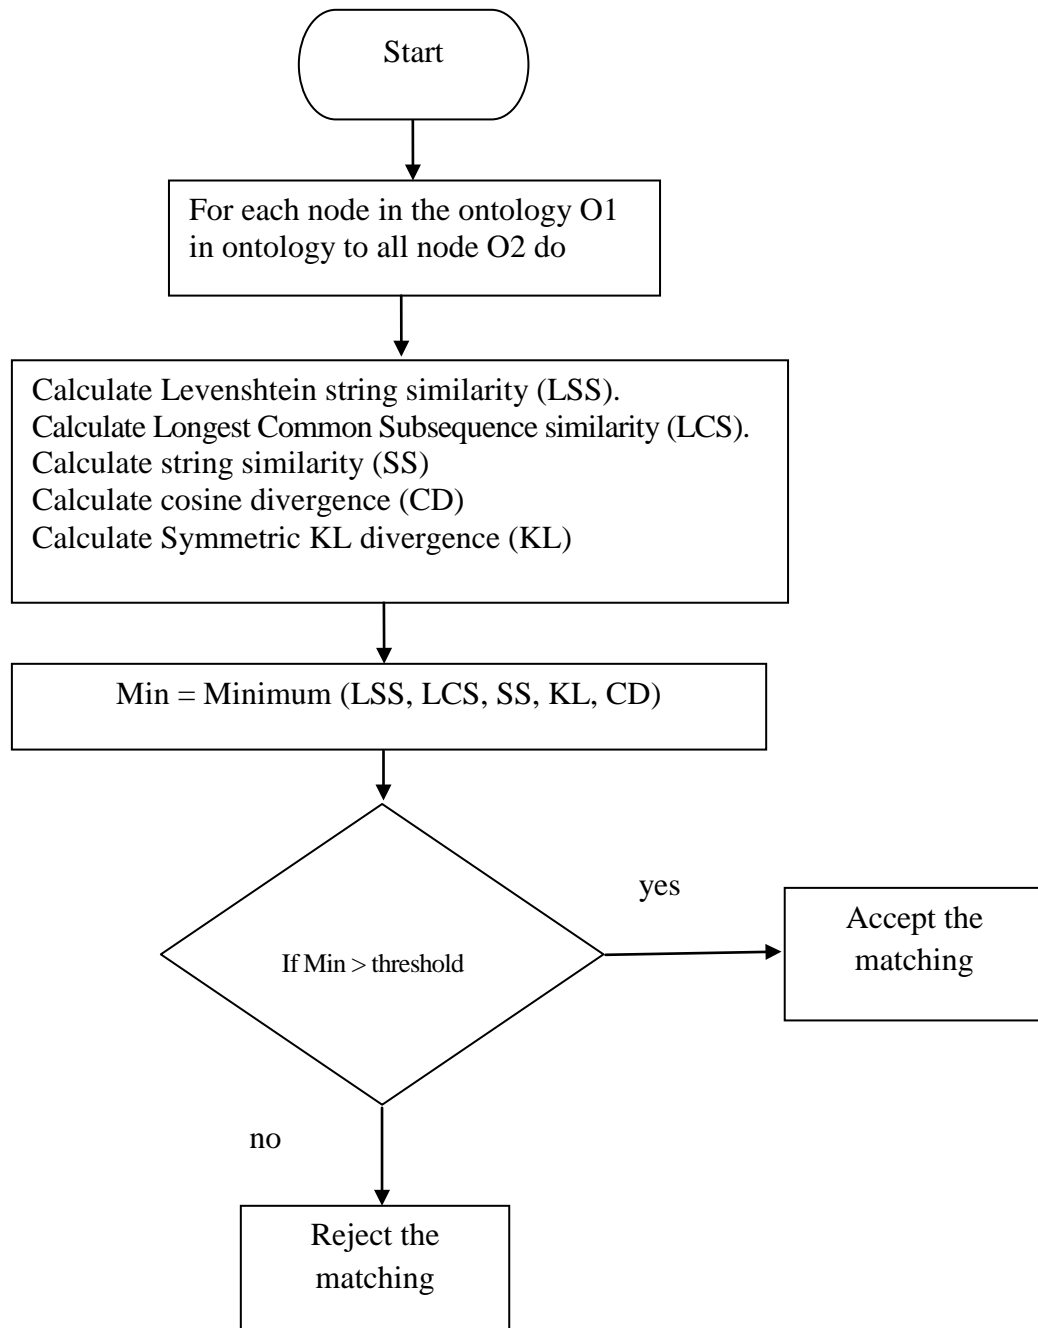 Start
For each node in the ontology O1
in ontology to all node O2 do
Calculate Levenshtein string similarity (LSS).
Calculate Longest Common Subsequence similarity (LCS).
Calculate string similarity (SS)
Calculate cosine divergence (CD)
Calculate Symmetric KL divergence (KL)
Min = Minimum (LSS, LCS, SS, KL, CD)
If Min > threshold
yes
Accept the
matching
no
Reject the
matching